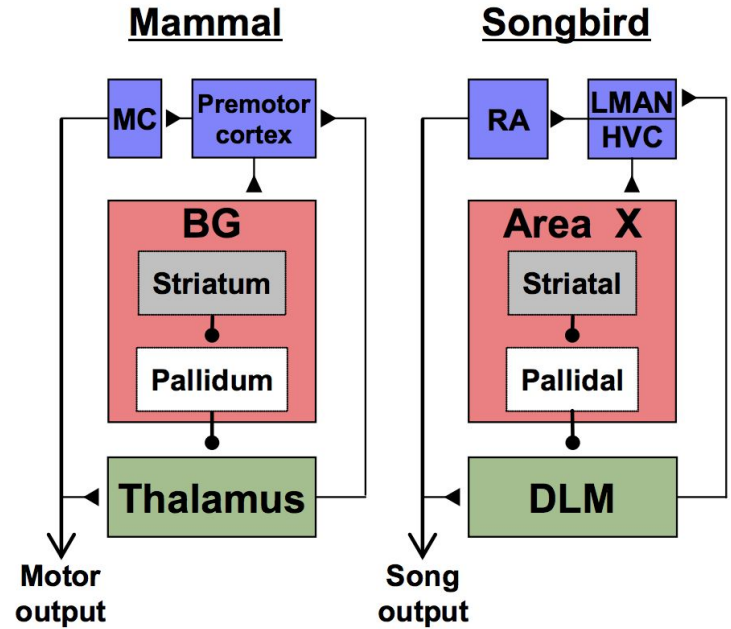 Mammal
MC
Premotor
cortex
BG
Striatum
Pallidum
Thalamus
Motor
output
Songbird
RA
LMAN
HVC
Area X
Striatal
Pallidal
DLM
Song
output